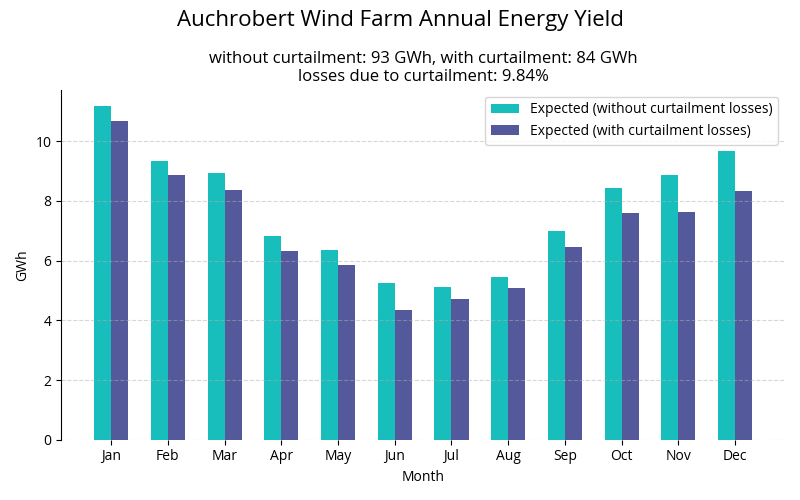 Auchrobert Wind Farm Annual Energy Yield
without curtailment: 93 GWh, with curtailment: 84 GWh
losses due to curtailment: 9.84%
Expected (without curtailment losses)
Expected (with curtailment losses)
GWh
10
8
6
4
2
0
Jan Feb Mar Apr May Jun Jul Aug Sep Oct Nov Dec
Month